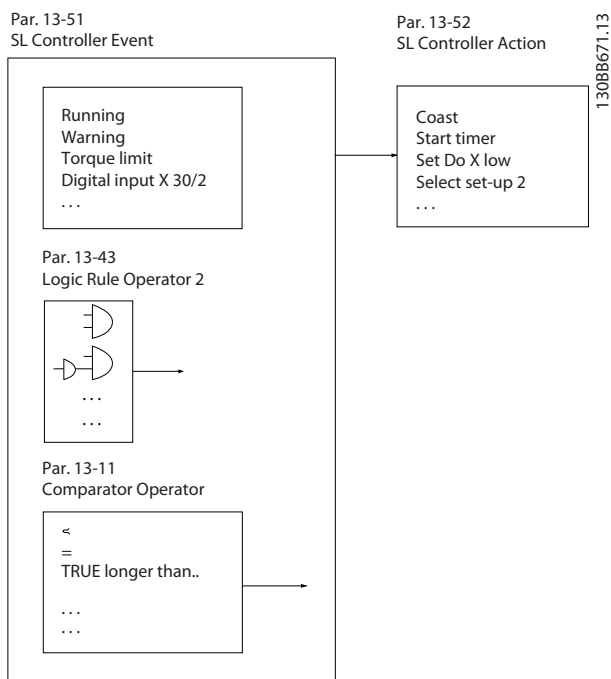 Par. 13-51
SL Controller Event
Par. 13-52
SL Controller Action
130BB671.13
Running
Warning
Torque limit
Digital input X 30/2
. . .
Coast
Start timer
Set Do X low
Select set-up 2
. . .
Par. 13-43
Logic Rule Operator 2
. . .
. . .
Par. 13-11
Comparator Operator
=
TRUE longer than..
. . .
. . .